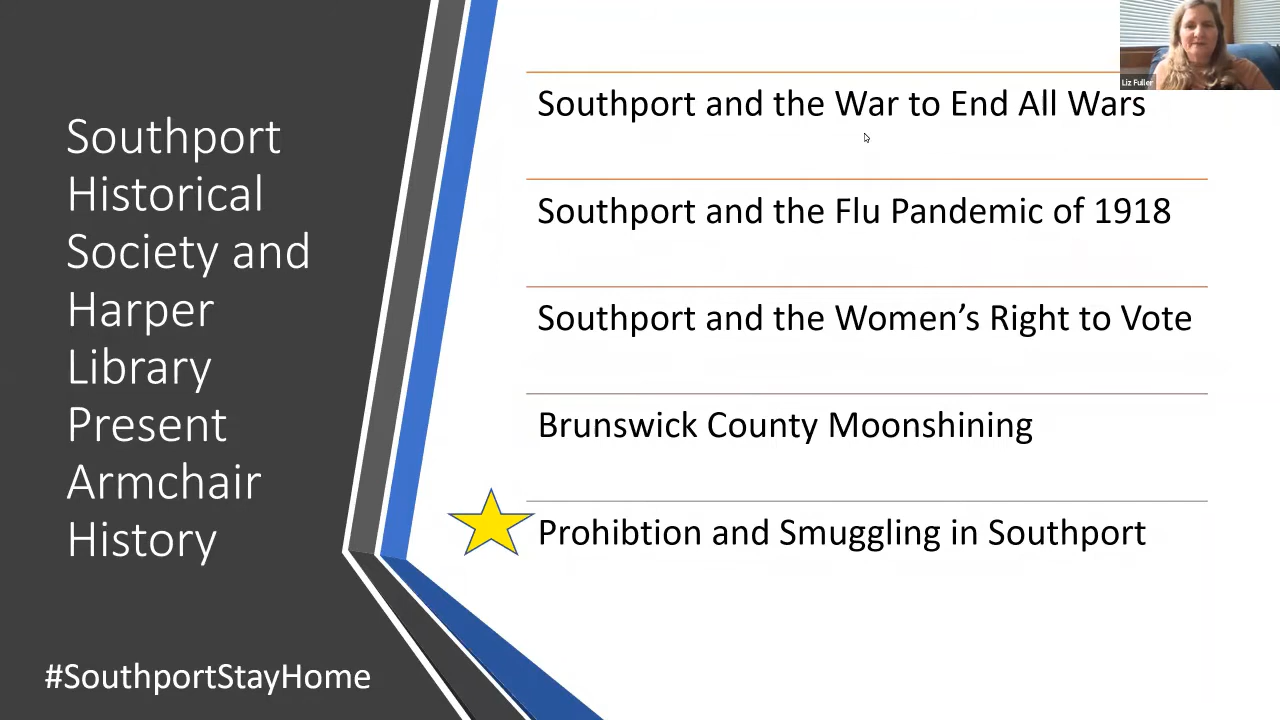 Southport
Historical
Society and
Harper
Library
Present
Armchair
History
#SouthportStayHome
Southport and the War to End All Wars
Southport and the Flu Pandemic of 1918
Southport and the Women’s Right to Vote
Brunswick County Moonshining
Prohibtion and Smuggling in Southport
Liz Fuller